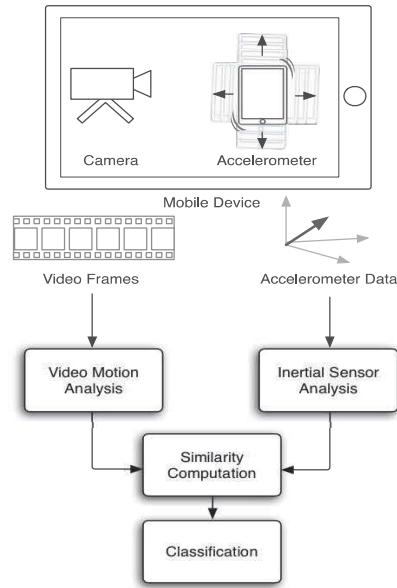 Camera
Accelerometer
Mobile Device
Video Frames
Accelerometer Data
Video Motion
Analysis
Inertial Sensor
Analysis
Similarity
Computation
Classification